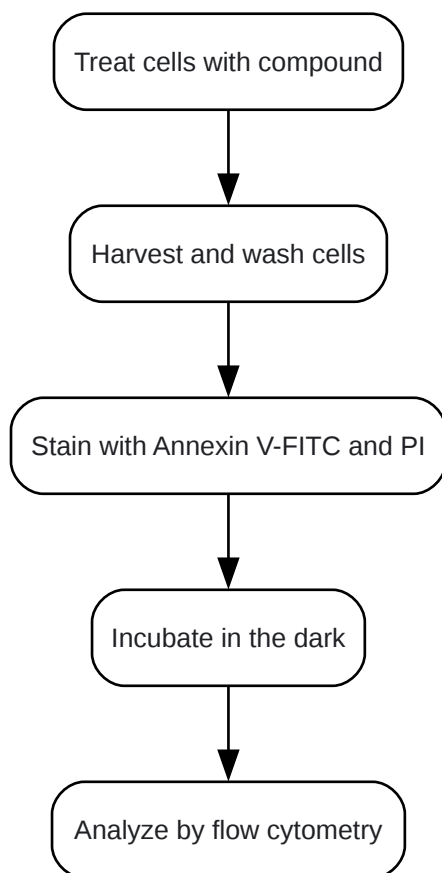 Treat cells with compound
Harvest and wash cells
Stain with Annexin V-FITC and PI
Incubate in the dark
Analyze by flow cytometry